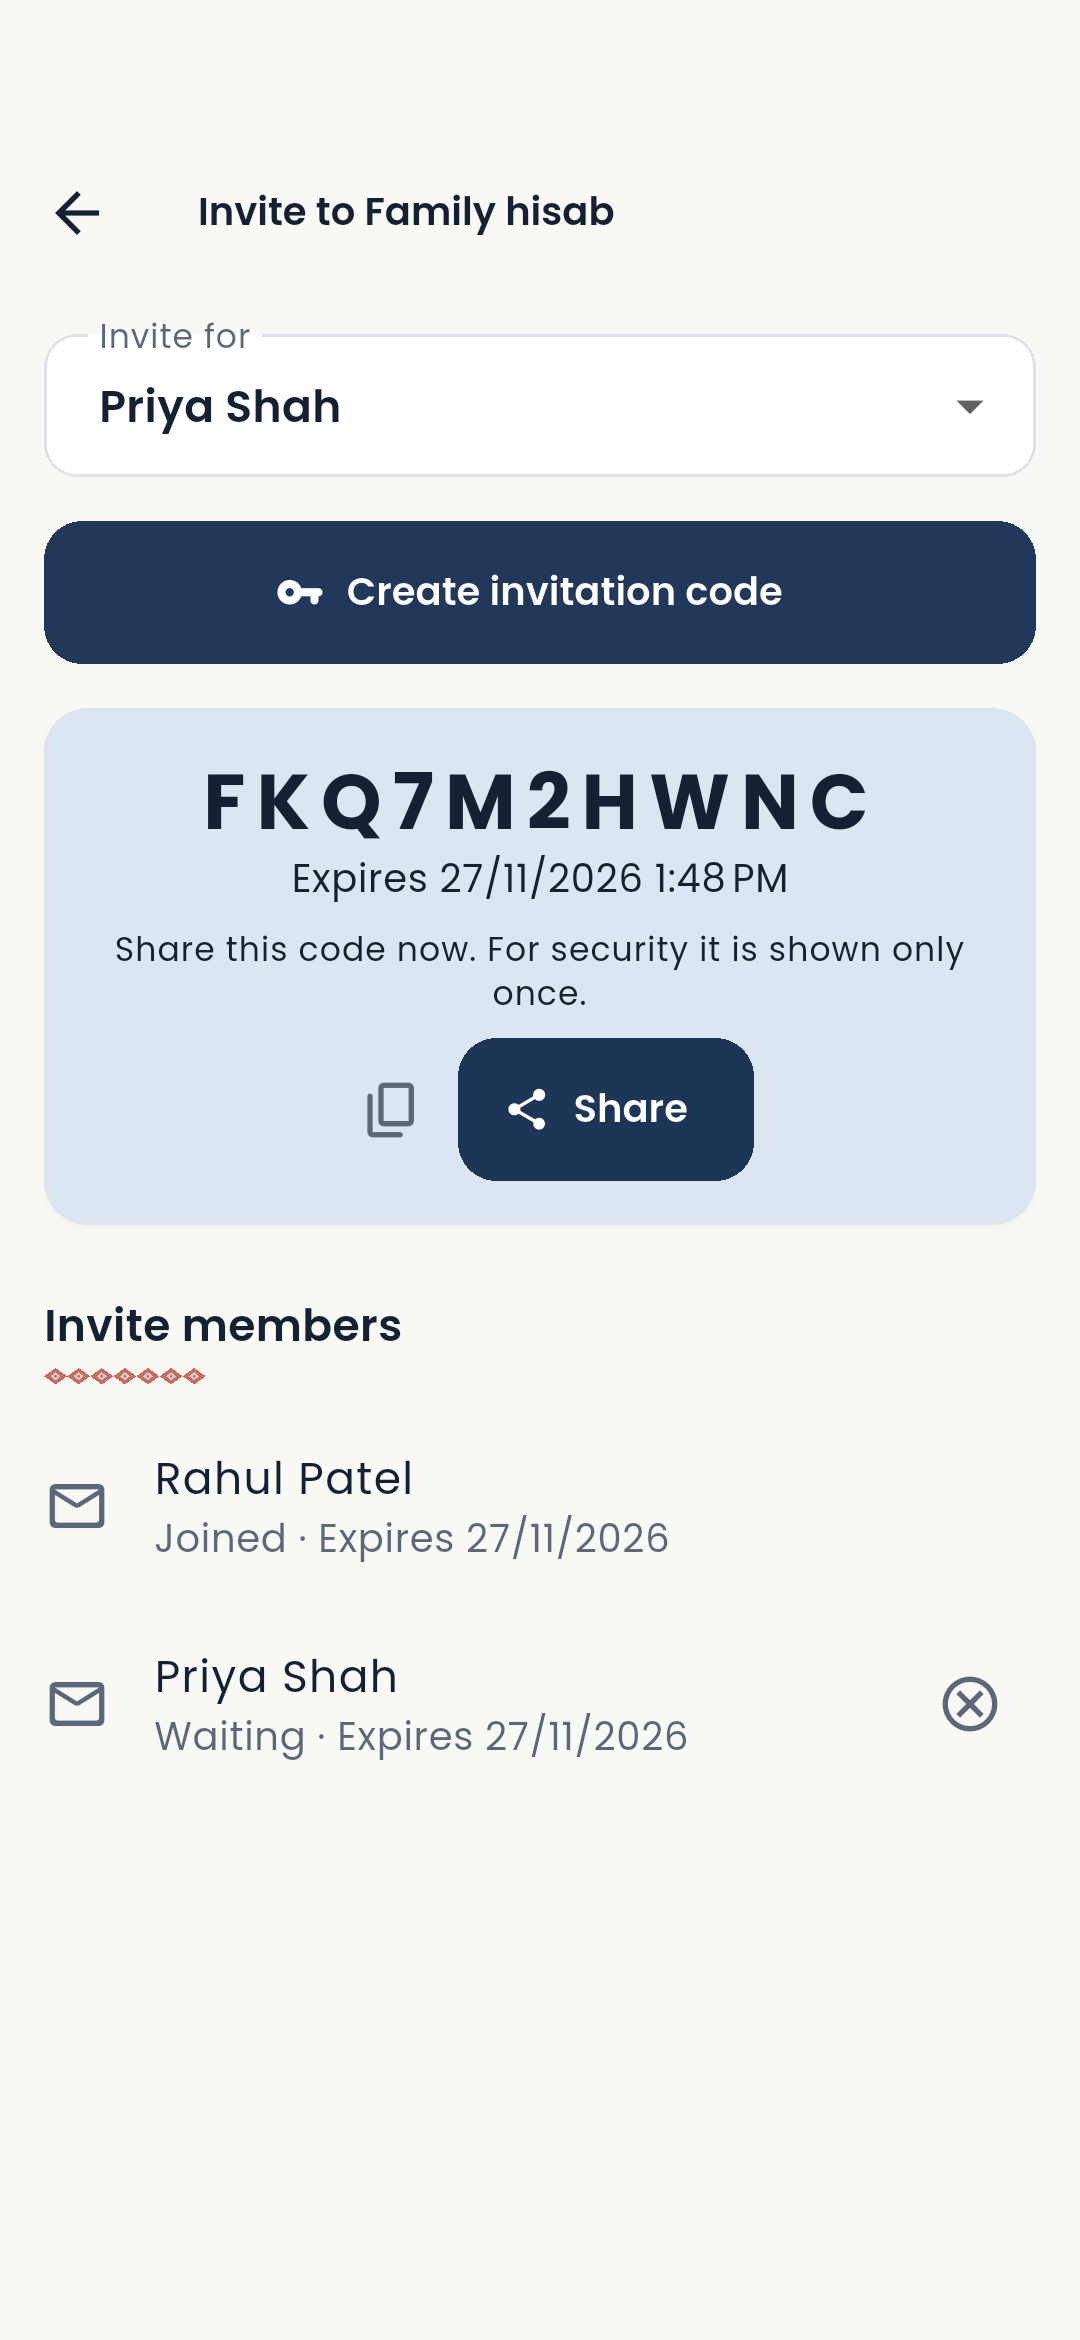 Invite to Family hisab
Invite for
Priya Shah
Create invitation code
FKQ7M2HWNC
Expires 27/11/2026 1:48 PM
Share this code now. For security it is shown only
once.
Share
Invite members
Rahul Patel
Joined · Expires 27/11/2026
Priya Shah
Waiting · Expires 27/11/2026